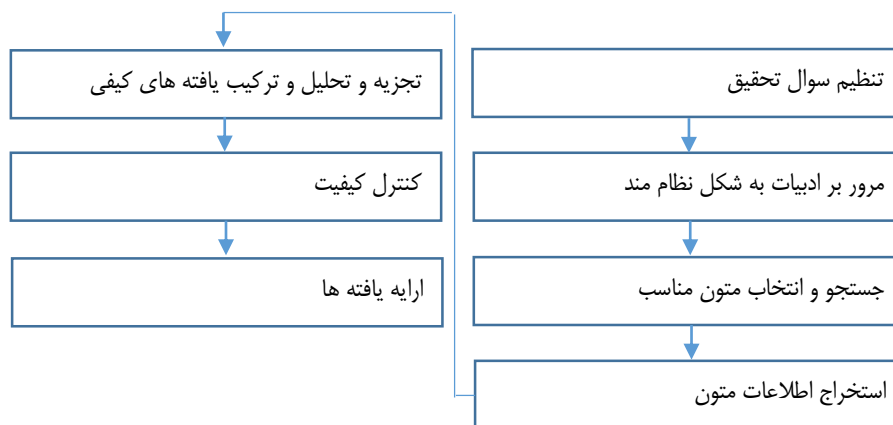 تنظیم سوال تحقیق
مرور بر ادبیات به شکل نظام مند
جستجو و انتخاب متون مناسب
استخراج اطلاعات متون
تجزیه و تحلیل و ترکیب یافته های کیفی
کنترل کیفیت
ارایه یافته ها